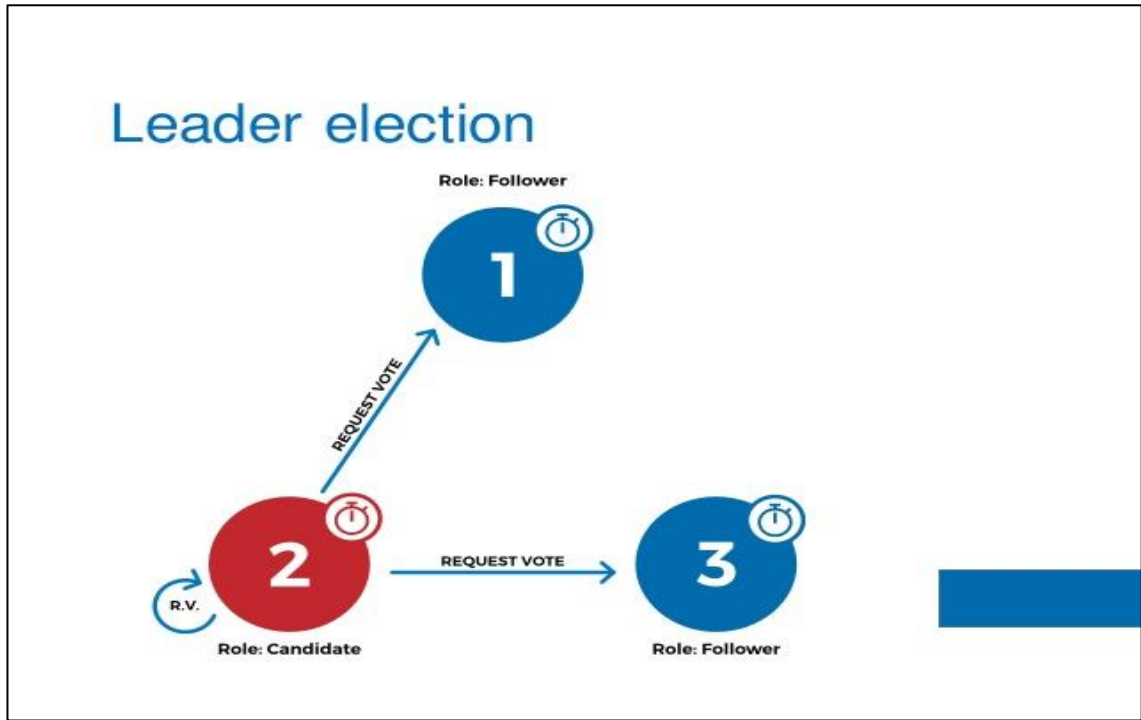 Leader election
Role: Follower
1
REQUEST VOTE
2
REQUEST VOTE
3
R.V.
Role: Candidate
Role: Follower